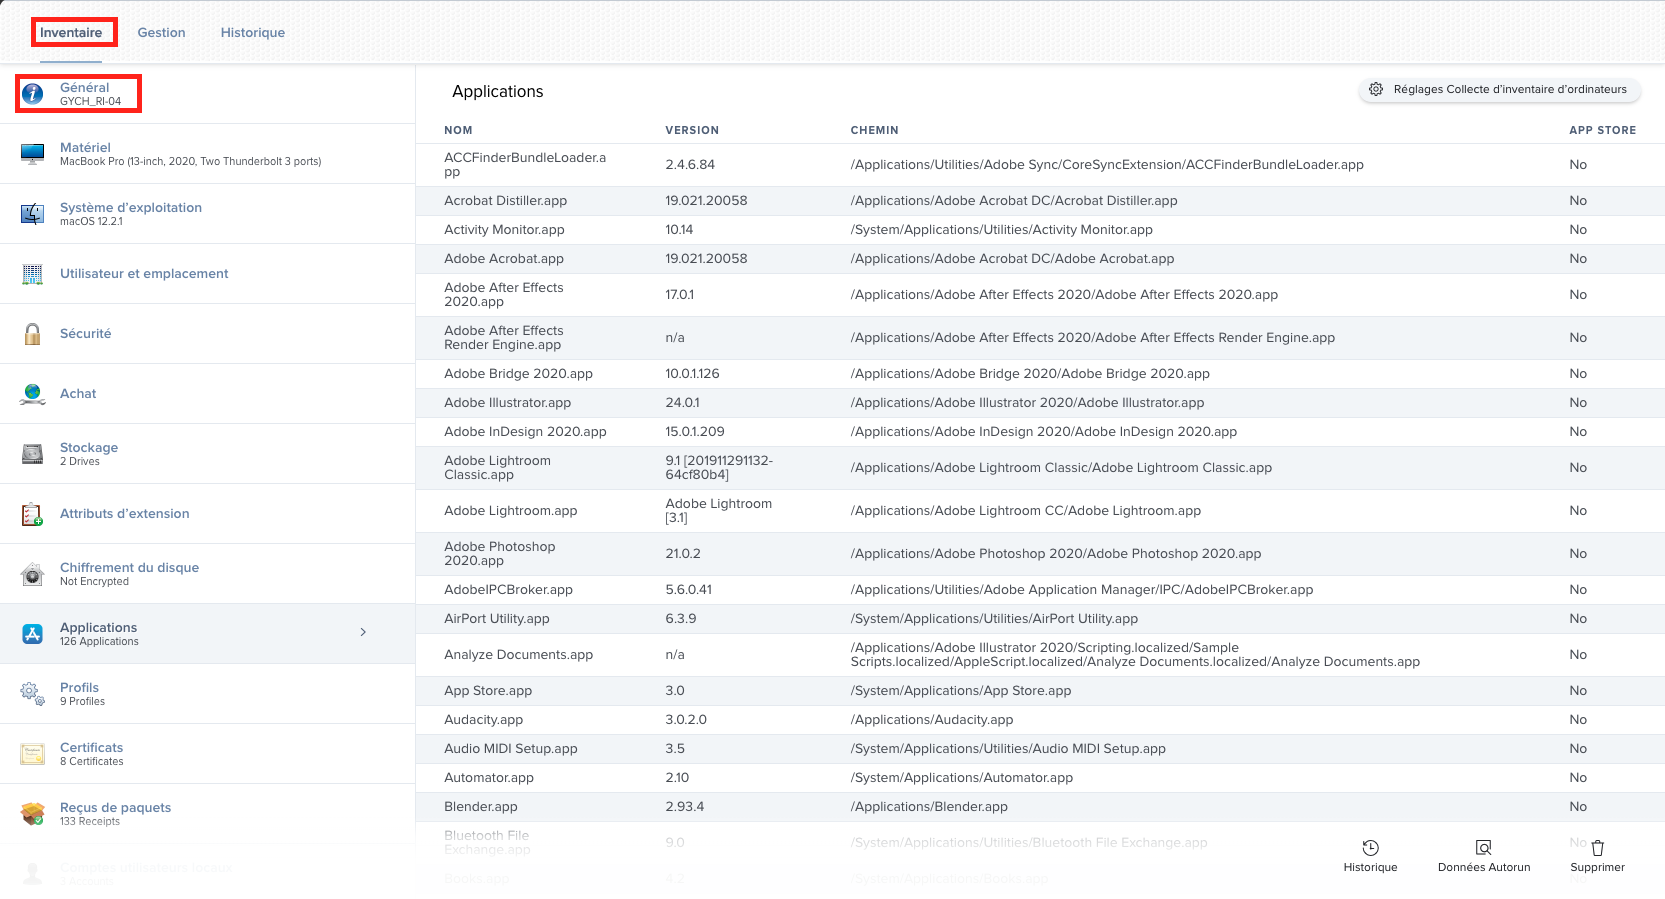 Inventaire Gestion Historique
Général
GYCH_RI-04
Matériel
MacBook Pro (13-inch, 2020, Two Thunderbolt 3 ports)
Système d’exploitation
macOS 12.2.1
Utilisateur et emplacement
Sécurité
Achat
Stockage
2 Drives
Attributs d’extension
Chiffrement du disque
Not Encrypted
Applications
126 Applications
Profils
9 Profiles
Certificats
8 Certificates
Reçus de paquets
133 Receipts
Comptes utilisateurs locaux
Applications
Réglages Collecte d’inventaire d’ordinateurs
NOM VERSION CHEMIN APP STORE
ACCFinderBundleLoader.a
pp
2.4.6.84 /Applications/Utilities/Adobe Sync/CoreSyncExtension/ACCFinderBundleLoader.app No
Acrobat Distiller.app 19.021.20058 /Applications/Adobe Acrobat DC/Acrobat Distiller.app No
Activity Monitor.app 10.14 /System/Applications/Utilities/Activity Monitor.app No
Adobe Acrobat.app 19.021.20058 /Applications/Adobe Acrobat DC/Adobe Acrobat.app No
Adobe After Effects
2020.app
17.0.1 /Applications/Adobe After Effects 2020/Adobe After Effects 2020.app No
Adobe After Effects
Render Engine.app
n/a /Applications/Adobe After Effects 2020/Adobe After Effects Render Engine.app No
Adobe Bridge 2020.app 10.0.1.126 /Applications/Adobe Bridge 2020/Adobe Bridge 2020.app No
Adobe Illustrator.app 24.0.1 /Applications/Adobe Illustrator 2020/Adobe Illustrator.app No
Adobe InDesign 2020.app 15.0.1.209 /Applications/Adobe InDesign 2020/Adobe InDesign 2020.app No
Adobe Lightroom
Classic.app
9.1 [201911291132-
64cf80b4]
/Applications/Adobe Lightroom Classic/Adobe Lightroom Classic.app No
Adobe Lightroom.app
Adobe Lightroom
[3.1]
/Applications/Adobe Lightroom CC/Adobe Lightroom.app No
Adobe Photoshop
2020.app
21.0.2 /Applications/Adobe Photoshop 2020/Adobe Photoshop 2020.app No
AdobeIPCBroker.app 5.6.0.41 /Applications/Utilities/Adobe Application Manager/IPC/AdobeIPCBroker.app No
AirPort Utility.app 6.3.9 /System/Applications/Utilities/AirPort Utility.app No
Analyze Documents.app n/a
/Applications/Adobe Illustrator 2020/Scripting.localized/Sample
Scripts.localized/AppleScript.localized/Analyze Documents.localized/Analyze Documents.app
No
App Store.app 3.0 /System/Applications/App Store.app No
Audacity.app 3.0.2.0 /Applications/Audacity.app No
Audio MIDI Setup.app 3.5 /System/Applications/Utilities/Audio MIDI Setup.app No
Automator.app 2.10 /System/Applications/Automator.app No
Blender.app 2.93.4 /Applications/Blender.app No
Bluetooth File
Exchange.app
9.0 /System/Applications/Utilities/Bluetooth File Exchange.app No
Books.app 4.2 /System/Applications/Books.app
Historique Données Autorun Supprimer